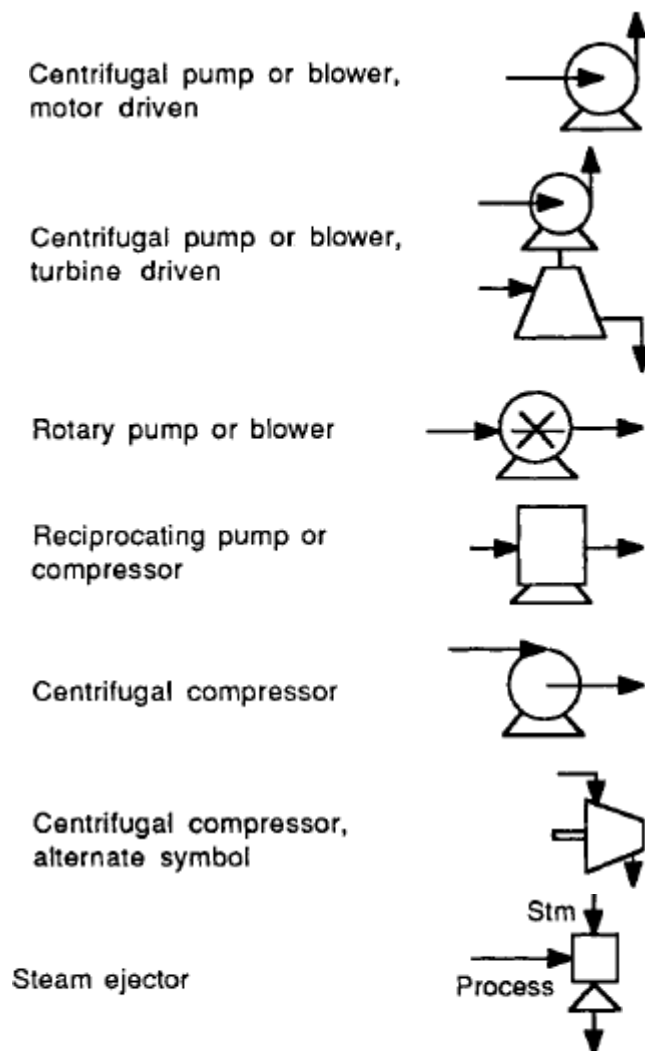 Centrifugal pump or blower,
motor driven
Centrifugal pump or blower,
turbine driven
Rotary pump or blower
Reciprocating pump or
compressor
Centrifugal compressor
Centrifugal compressor,
alternate symbol
Stm
Steam ejector
Process